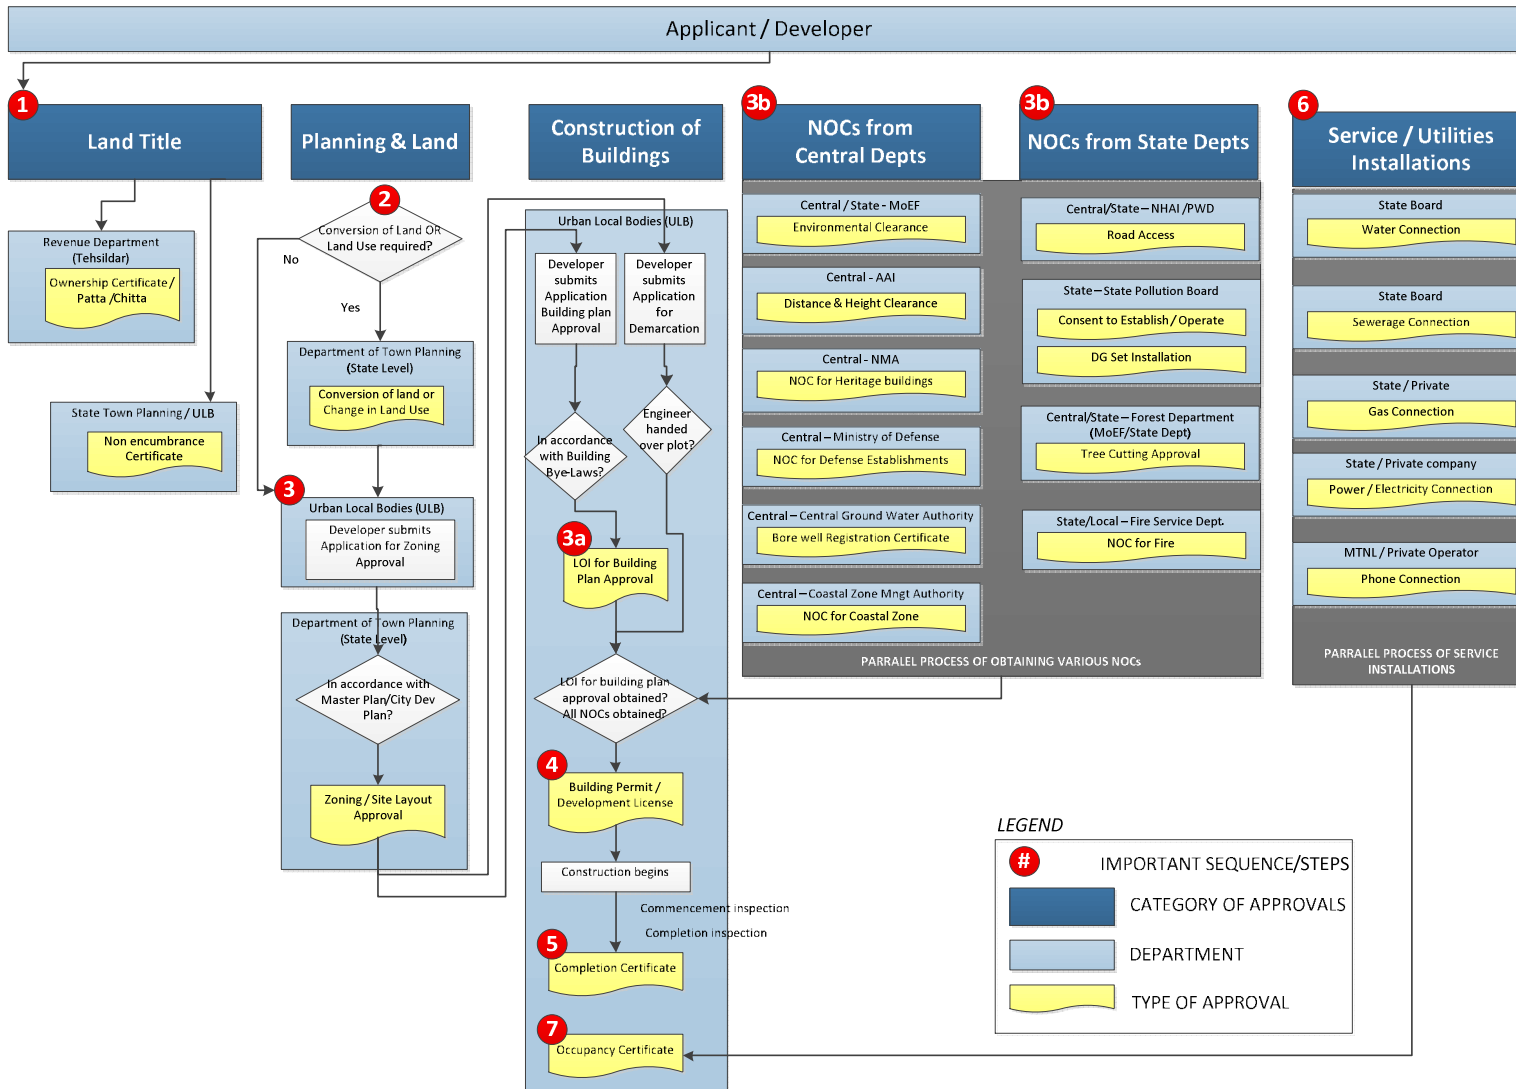 Applicant / Developer
1
Land Title
Revenue Department
(Tehsildar)
Ownership Certificate/
Patta /Chitta
State Town Planning / ULB
Non encumbrance
Certificate
Planning & Land
2
Conversion of Land OR
Land Use required?
No
Yes
Department of Town Planning
(State Level)
Conversion of land or
Change in Land Use
3
Urban Local Bodies (ULB)
Developer submits
Application for Zoning
Approval
Department of Town Planning
(State Level)
In accordance with
Master Plan/City Dev
Plan?
Zoning / Site Layout
Approval
Construction of
Buildings
Urban Local Bodies (ULB)
Developer
submits
Application
Building plan
Approval
Developer
submits
Application
for
Demarcation
In accordance
with Building
Bye-Laws?
Engineer
handed
over plot?
3a
LOI for Building
Plan Approval
LOI for building plan
approval obtained?
All NOCs obtained?
4
Building Permit /
Development License
Construction begins
Commencement inspection
Completion inspection
5
Completion Certificate
7
Occupancy Certificate
3b
NOCs from
Central Depts
Central / State - MoEF
Environmental Clearance
Central - AAI
Distance & Height Clearance
Central - NMA
NOC for Heritage buildings
Central – Ministry of Defense
NOC for Defense Establishments
Central – Central Ground Water Authority
Bore well Registration Certificate
Central – Coastal Zone Mngt Authority
NOC for Coastal Zone
3b
NOCs from State Depts
Central/State – NHAI /PWD
Road Access
State – State Pollution Board
Consent to Establish / Operate
DG Set Installation
Central/State – Forest Department
(MoEF/State Dept)
Tree Cutting Approval
State/Local – Fire Service Dept.
NOC for Fire
PARRALEL PROCESS OF OBTAINING VARIOUS NOCs
6
Service / Utilities
Installations
State Board
Water Connection
State Board
Sewerage Connection
State / Private
Gas Connection
State / Private company
Power / Electricity Connection
MTNL / Private Operator
Phone Connection
PARRALEL PROCESS OF SERVICE
INSTALLATIONS
LEGEND
#
IMPORTANT SEQUENCE/STEPS
CATEGORY OF APPROVALS
DEPARTMENT
TYPE OF APPROVAL